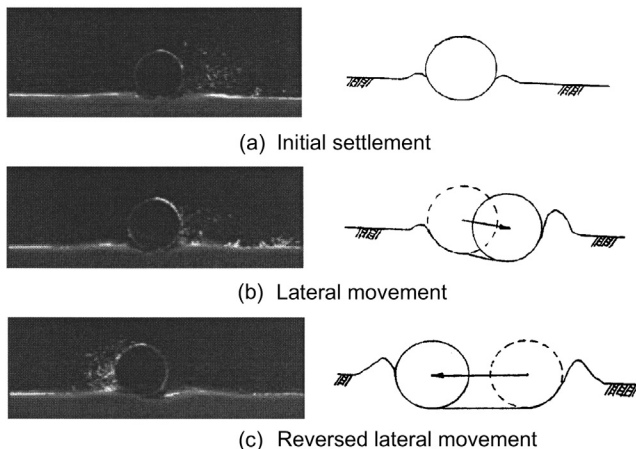 (a) Initial settlement
(b) Lateral movement
(c) Reversed lateral movement